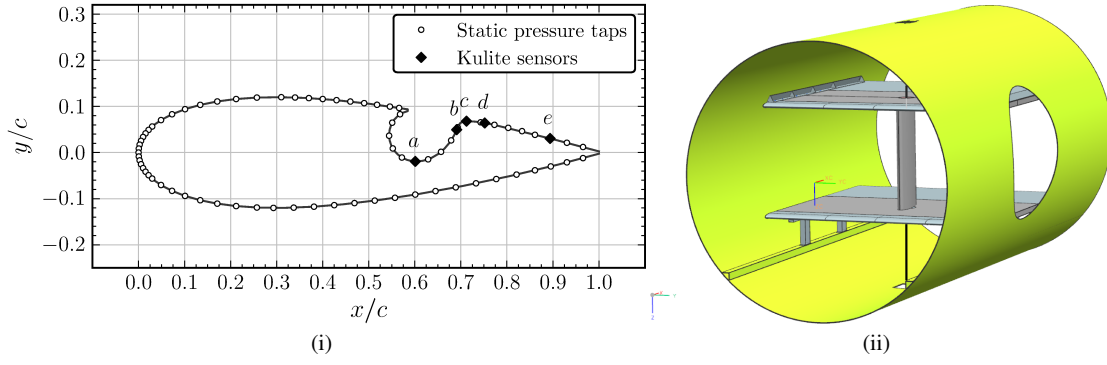 0.3
0.2
0.1
0.0
−0.1
−0.2
y/c
Static pressure taps
Kulite sensors
a
b
c
d
e
0.0 0.1 0.2 0.3 0.4 0.5 0.6 0.7 0.8 0.9 1.0
x/c
(i)
(ii)